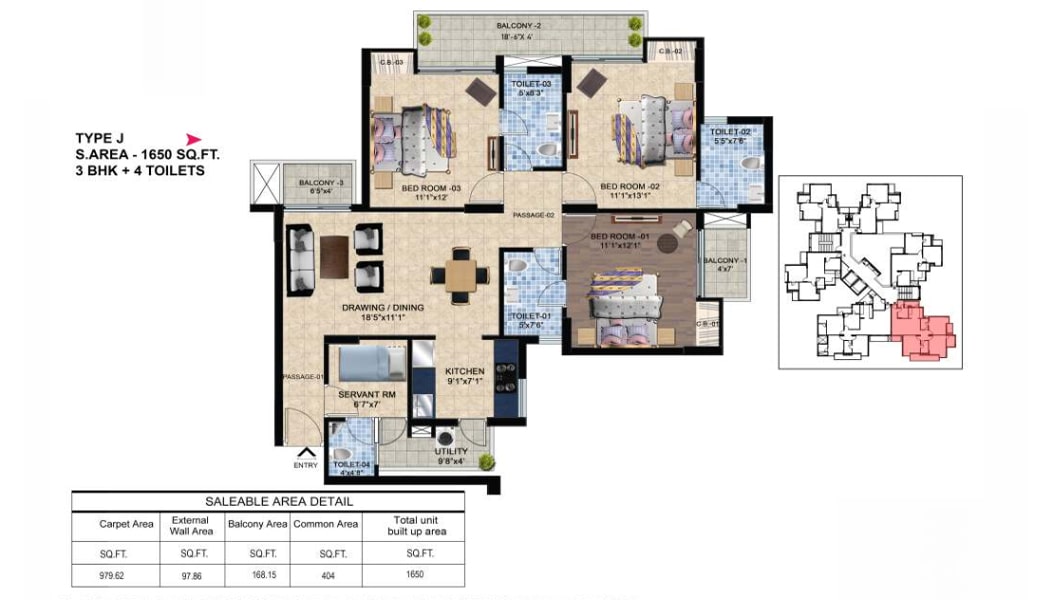 BALCONY -2
18'-6"X 4'
C.B.-03
C.B.-02
TOILET-03
5'x8'3"
TYPE J
S.AREA - 1650 SQ.FT.
3 BHK + 4 TOILETS
TOILET-02
5'5"x7'6"
BALCONY -3
6'5"x4'
BED ROOM -03
11'1"x12'
BED ROOM -02
11'1"x13'1"
PASSAGE-02
BED ROOM -01
11'1"x12'1"
BALCONY -1
4'x7'
DRAWING / DINING
18'5"x11'1"
TOILET-01
5'x7'6"
C.B.-01
PASSAGE-01
KITCHEN
9'1"x7'1"
SERVANT RM
6'7"x7'
UTILITY
9'8"x4'
ENTRY
TOILET-04
4'x4'8"
SALEABLE AREA DETAIL
Carpet Area
External
Wall Area
Balcony Area
Common Area
Total unit
built up area
SQ.FT. SQ.FT. SQ.FT. SQ.FT. SQ.FT.
979.62 97.86 168.15 404 1650